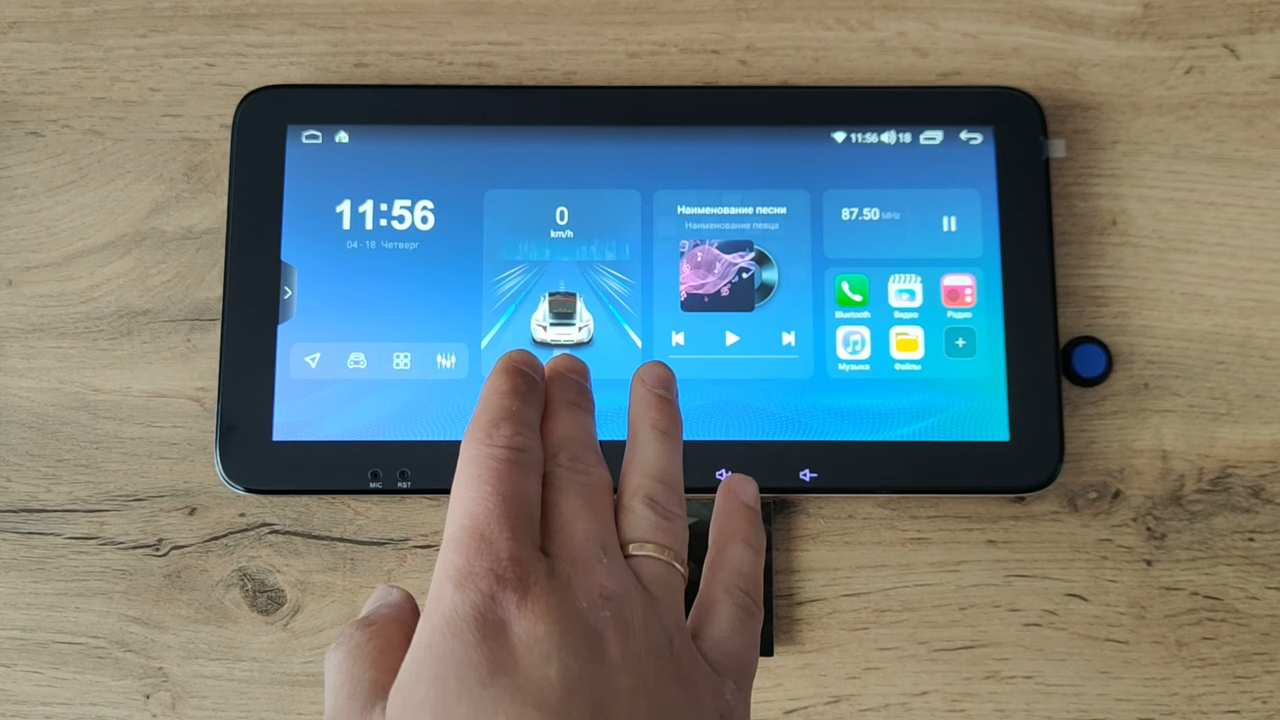 11:56 18
11:56
04-18 Четверг
0
km/h
Наименование песни
Наименование певца
87.50 MHz
Bluetooth Видео Радио
Музыка Файлы
MIC RST